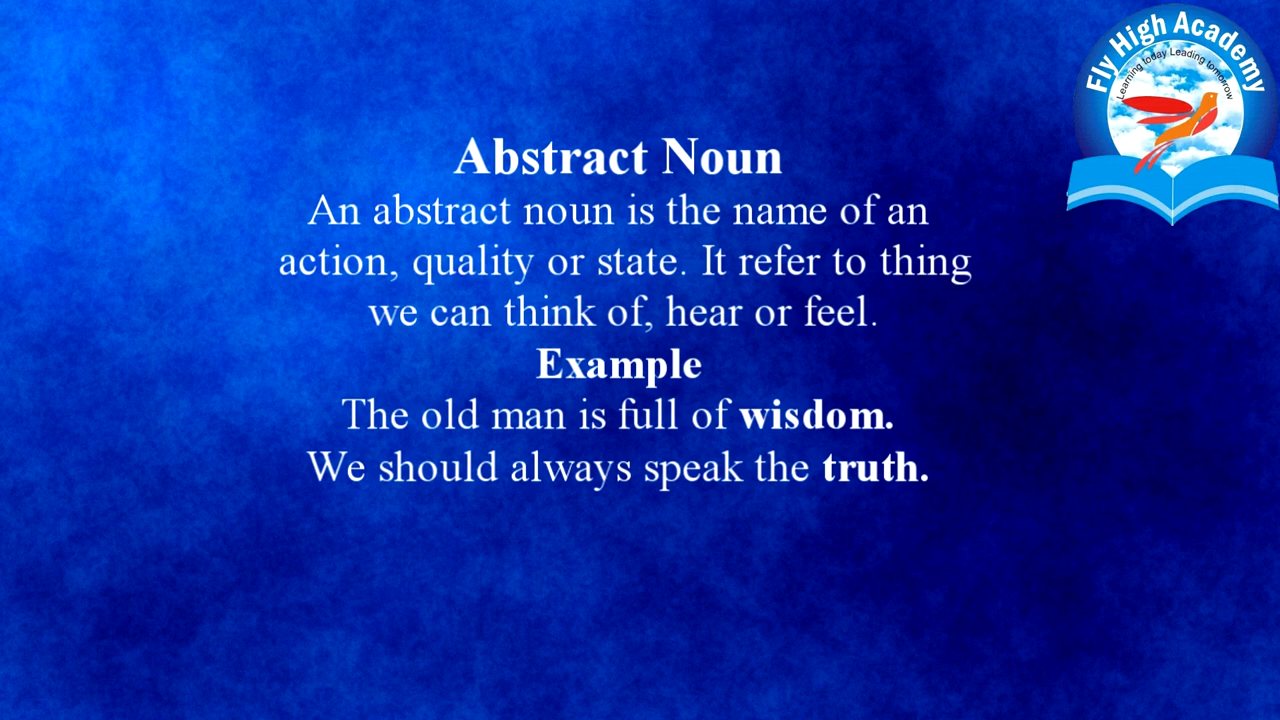 Fly High Academy
Learning today Leading tomorrow
Abstract Noun
An abstract noun is the name of an
action, quality or state. It refer to thing
we can think of, hear or feel.
Example
The old man is full of wisdom.
We should always speak the truth.